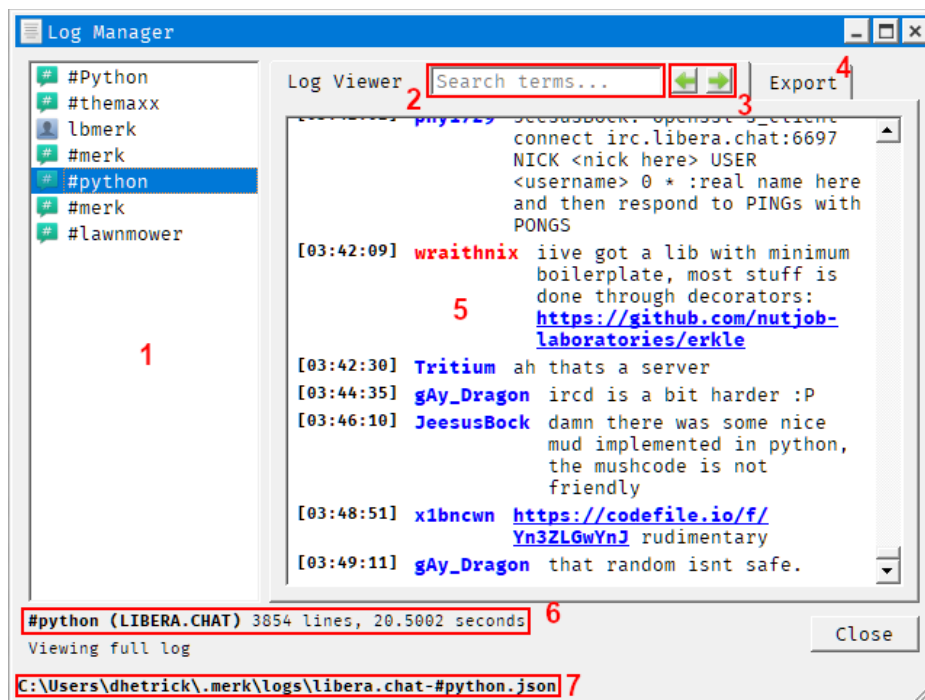 Log Manager
#Python
#themaxx
lbmerk
#merk
#python
#merk
#lawnmower
1
Log Viewer
2
Search terms...
3
Export
4
connect irc.libera.chat:6697
NICK <nick here> USER
<username> 0 * :real name here
and then respond to PINGs with
PONGS
[03:42:09] wraithnix iive got a lib with minimum
boilerplate, most stuff is
done through decorators:
https://github.com/nutjob-
laboratories/erkle
5
[03:42:30] Tritium ah thats a server
[03:44:35] gAy_Dragon ircd is a bit harder :P
[03:46:10] JeesusBock damn there was some nice
mud implemented in python,
the mushcode is not
friendly
[03:48:51] x1bncwn https://codefile.io/f/
Yn3ZLGwYnJ rudimentary
[03:49:11] gAy_Dragon that random isnt safe.
#python (LIBERA.CHAT) 3854 lines, 20.5002 seconds
6
Viewing full log
Close
C:\Users\dhetrick\.merk\logs\libera.chat-#python.json
7